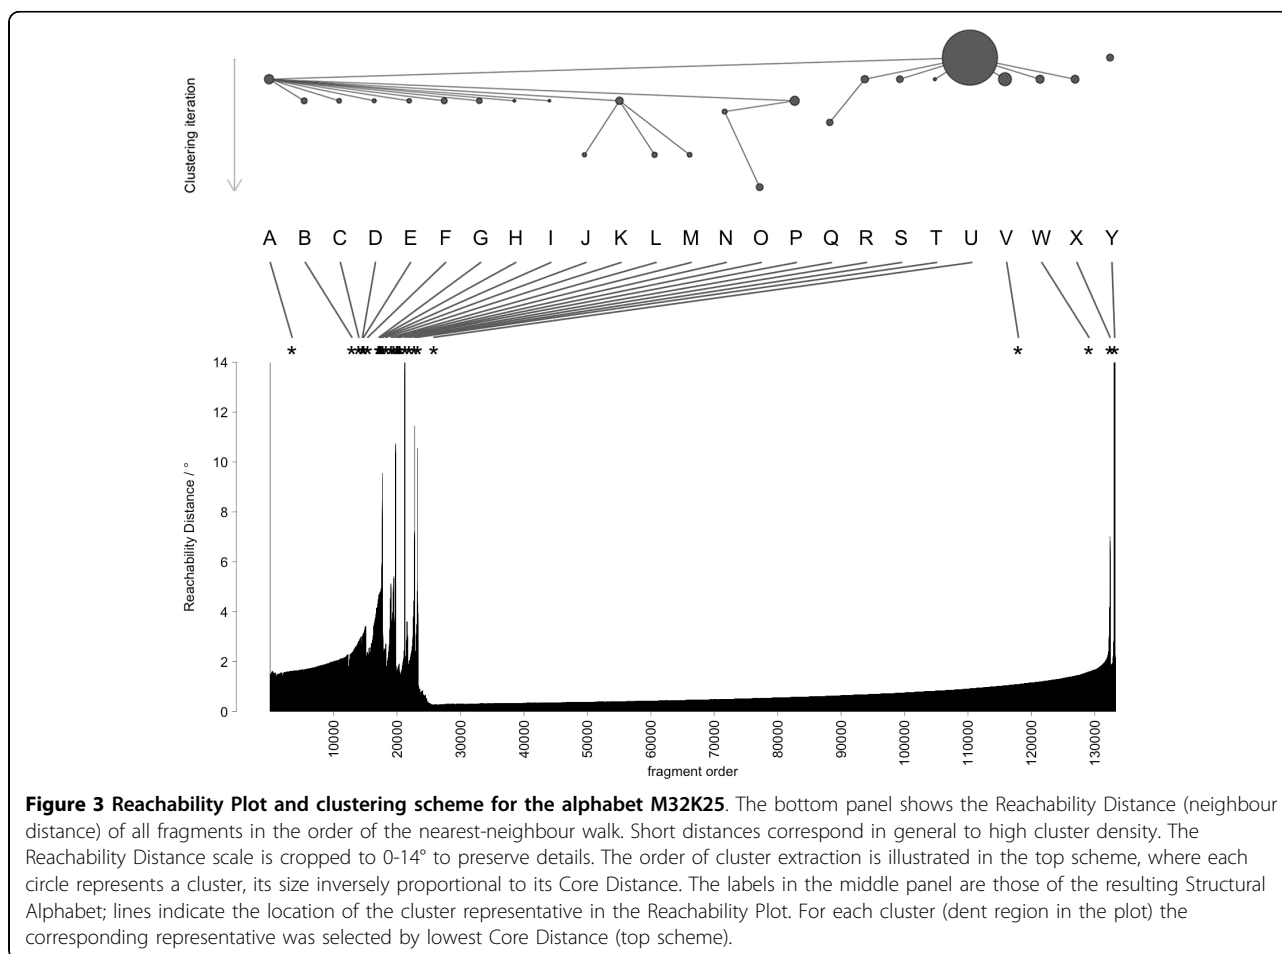 Clustering iteration
A B C D E F G H I J K L M N O P Q R S T U V W X Y
* * * * * * * *
14
12
10
8
6
4
2
0
Reachability Distance / °
10000 20000 30000 40000 50000 60000 70000 80000 90000 100000 110000 120000 130000
fragment order
Figure 3 Reachability Plot and clustering scheme for the alphabet M32K25. The bottom panel shows the Reachability Distance (neighbour
distance) of all fragments in the order of the nearest-neighbour walk. Short distances correspond in general to high cluster density. The
Reachability Distance scale is cropped to 0-14° to preserve details. The order of cluster extraction is illustrated in the top scheme, where each
circle represents a cluster, its size inversely proportional to its Core Distance. The labels in the middle panel are those of the resulting Structural
Alphabet; lines indicate the location of the cluster representative in the Reachability Plot. For each cluster (dent region in the plot) the
corresponding representative was selected by lowest Core Distance (top scheme).